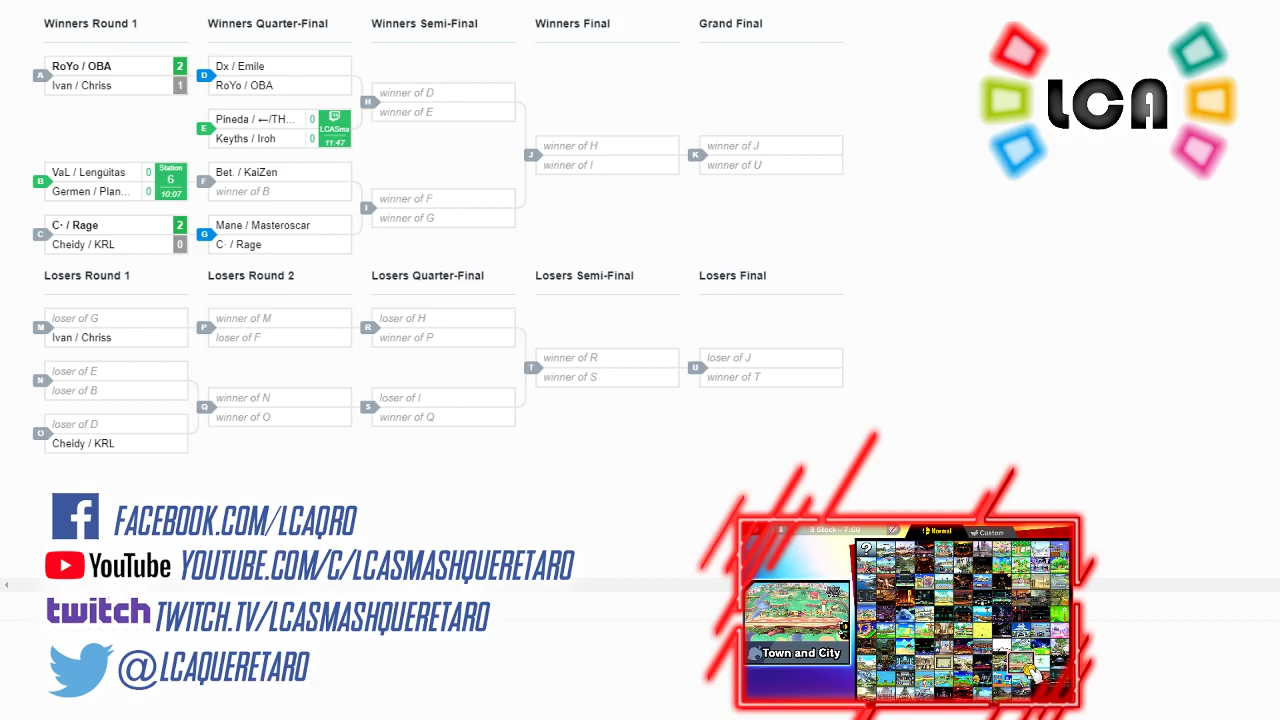 Winners Round 1
Winners Quarter-Final
Winners Semi-Final
Winners Final
Grand Final
A
RoYo / OBA 2
Ivan / Chriss 1
B
VaL / Lengüitas 0
Germen / Plan... 0
Station
6
10:07
C
C· / Rage 2
Cheidy / KRL 0
D
Dx / Emile
RoYo / OBA
E
Pineda / ←/TH... 0
Keyths / Iroh 0
LCASma
11:47
F
Bet. / KaiZen
winner of B
G
Mane / Masteroscar
C· / Rage
H
winner of D
winner of E
I
winner of F
winner of G
J
winner of H
winner of I
K
winner of J
winner of U
LCA
Losers Round 1
Losers Round 2
Losers Quarter-Final
Losers Semi-Final
Losers Final
M
loser of G
Ivan / Chriss
N
loser of E
loser of B
O
loser of D
Cheidy / KRL
P
winner of M
loser of F
Q
winner of N
winner of O
R
loser of H
winner of P
S
loser of I
winner of Q
T
winner of R
winner of S
U
loser of J
winner of T
FACEBOOK.COM/LCAQRO
YouTube YOUTUBE.COM/C/LCASMASHQUERETARO
twitch TWITCH.TV/LCASMASHQUERETARO
@LCAQUERETARO
3 Stock - 7:00
Normal
Custom
?
Town and City